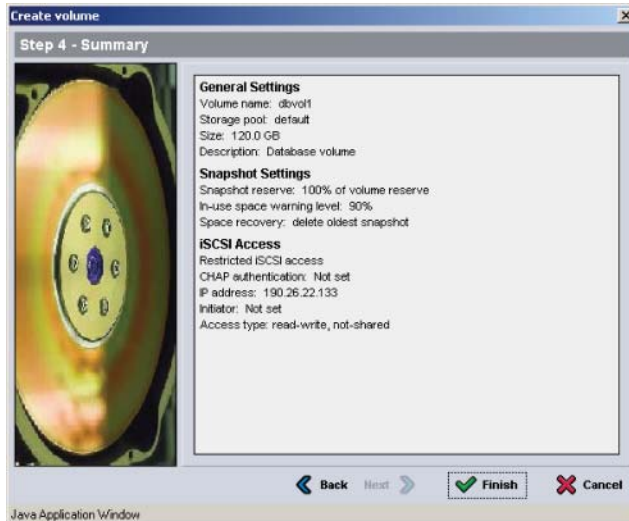 Create volume
Step 4 - Summary
General Settings
Volume name: dbvol1
Storage pool: default
Size: 120.0 GB
Description: Database volume
Snapshot Settings
Snapshot reserve: 100% of volume reserve
In-use space warning level: 90%
Space recovery: delete oldest snapshot
iSCSI Access
Restricted iSCSI access
CHAP authentication: Not set
IP address: 190.26.22.133
Initiator: Not set
Access type: read-write, not-shared
Back Next Finish Cancel
Java Application Window